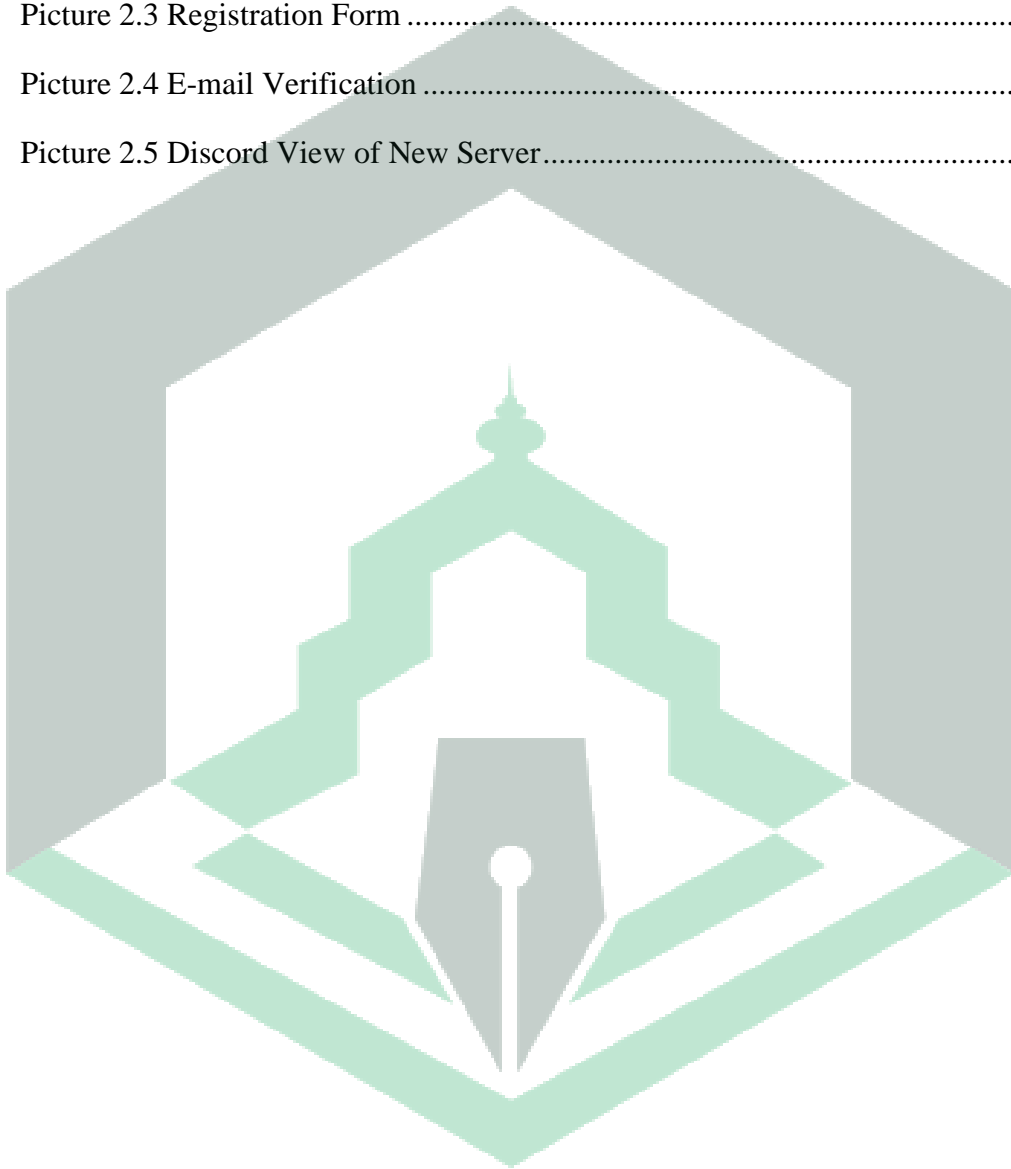 Picture 2.3 Registration Form ..........................................................................
Picture 2.4 E-mail Verification ........................................................................
Picture 2.5 Discord View of New Server..........................................................